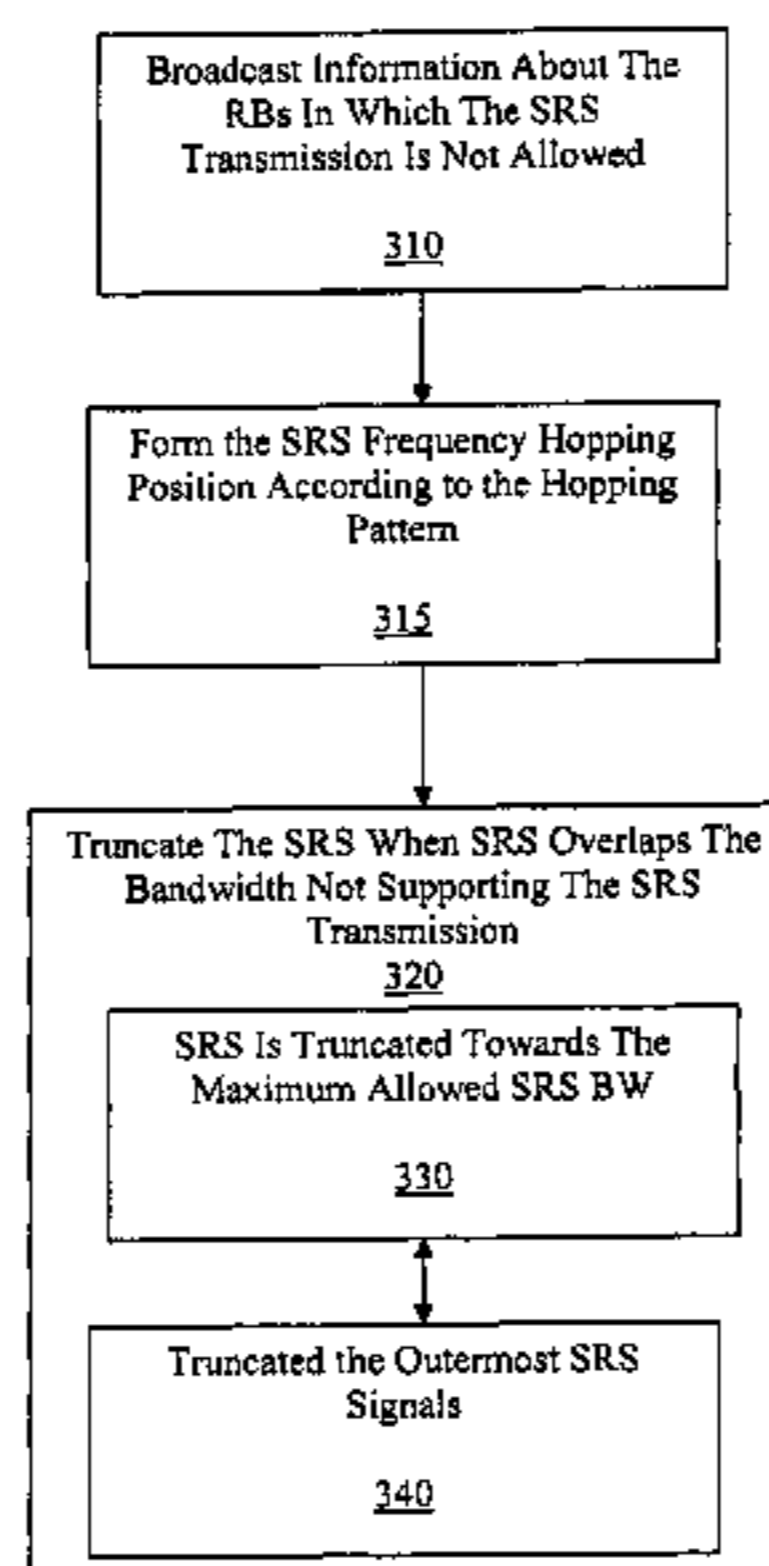 Broadcast Information About The
RBs In Which The SRS
Transmission Is Not Allowed
310
Form the SRS Frequency Hopping
Position According to the Hopping
Pattern
315
Truncate The SRS When SRS Overlaps The
Bandwidth Not Supporting The SRS
Transmission
320
SRS Is Truncated Towards The
Maximum Allowed SRS BW
330
Truncated the Outermost SRS
Signals
340